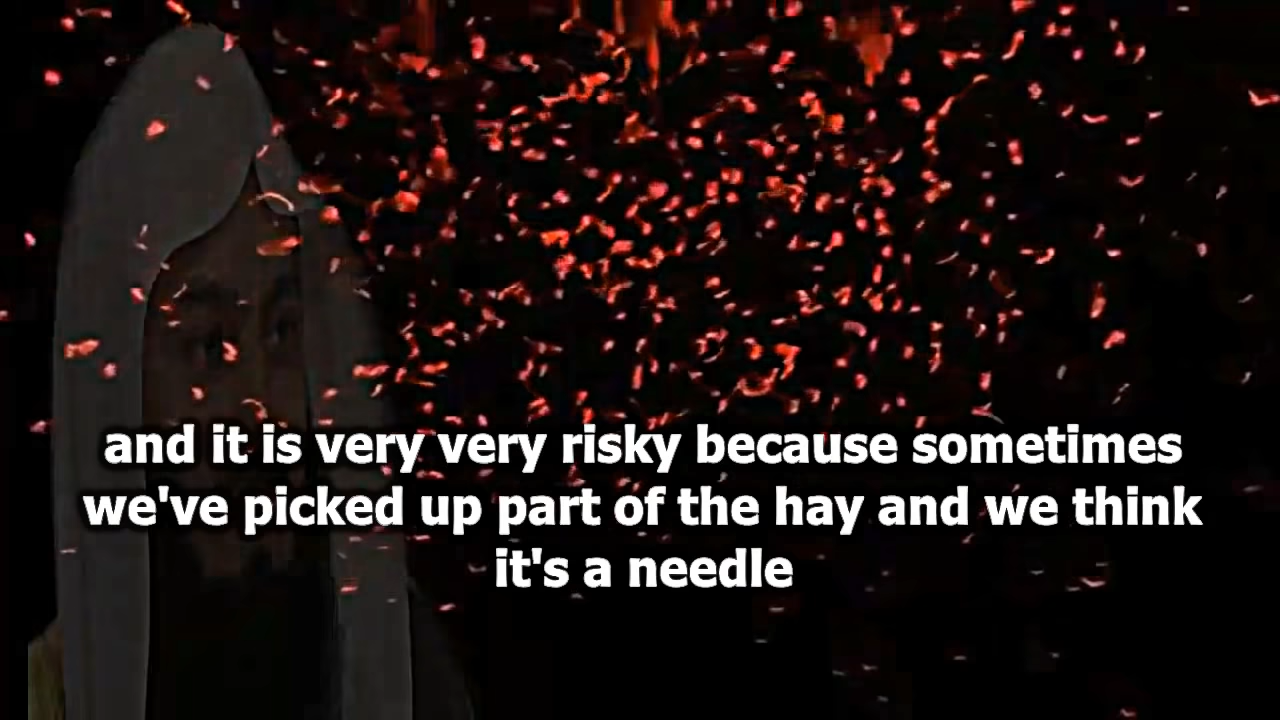 and it is very very risky because sometimes
we've picked up part of the hay and we think
it's a needle